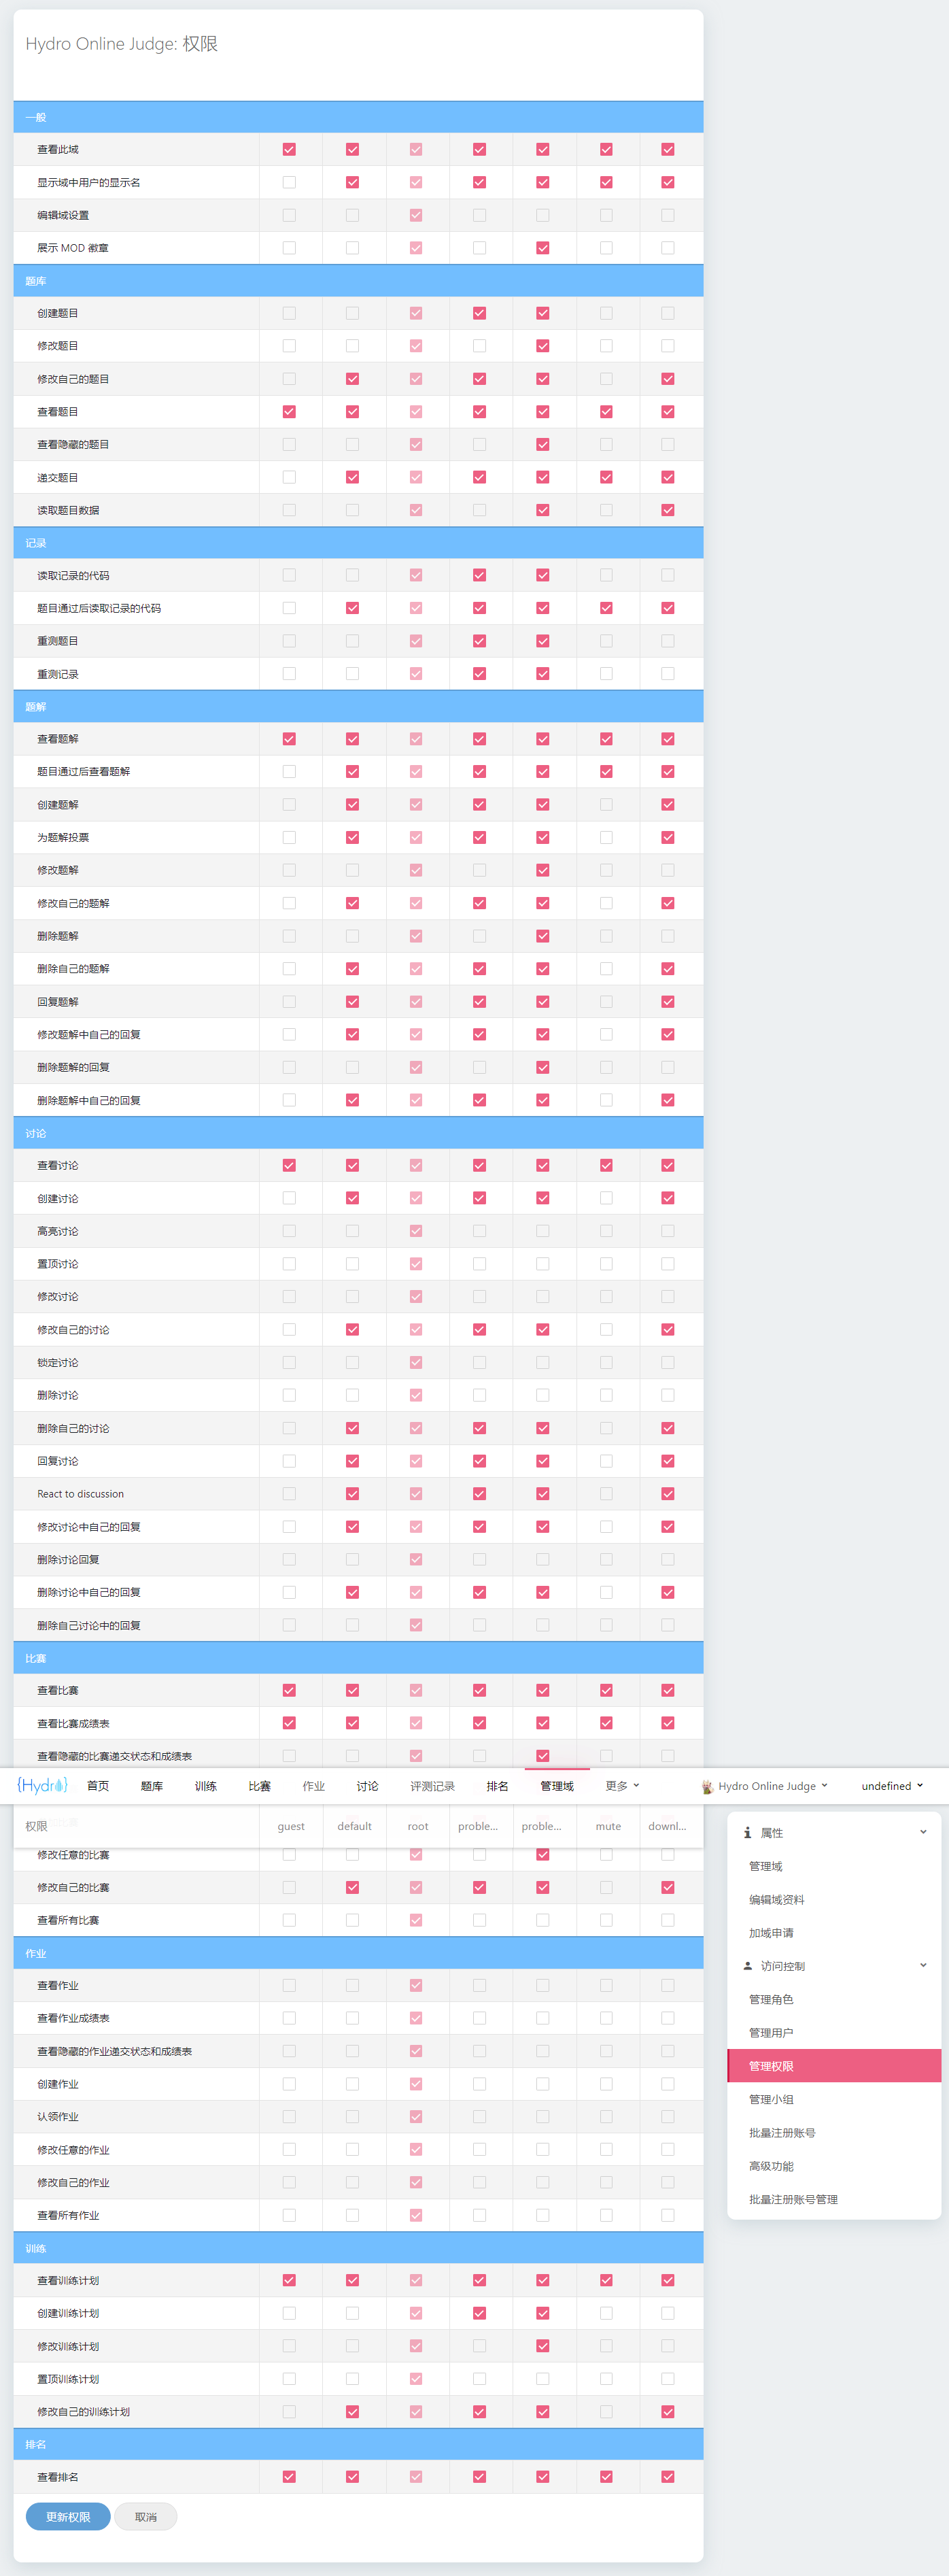 Hydro Online Judge: 权限
一般
查看此域
显示域中用户的显示名
编辑域设置
展示 MOD 徽章
题库
创建题目
修改题目
修改自己的题目
查看题目
查看隐藏的题目
递交题目
读取题目数据
记录
读取记录的代码
题目通过后读取记录的代码
重测题目
重测记录
题解
查看题解
题目通过后查看题解
创建题解
为题解投票
修改题解
修改自己的题解
删除题解
删除自己的题解
回复题解
修改题解中自己的回复
删除题解的回复
删除题解中自己的回复
讨论
查看讨论
创建讨论
高亮讨论
置顶讨论
修改讨论
修改自己的讨论
锁定讨论
删除讨论
删除自己的讨论
回复讨论
React to discussion
修改讨论中自己的回复
删除讨论回复
删除讨论中自己的回复
删除自己讨论中的回复
比赛
查看比赛
查看比赛成绩表
查看隐藏的比赛递交状态和成绩表
{Hydro} 首页 题库 训练 比赛 作业 讨论 评测记录 排名 管理域 更多 Hydro Online Judge undefined
权限 guest default root proble... proble... mute downl...
修改任意的比赛
修改自己的比赛
查看所有比赛
作业
查看作业
查看作业成绩表
查看隐藏的作业递交状态和成绩表
创建作业
认领作业
修改任意的作业
修改自己的作业
查看所有作业
训练
查看训练计划
创建训练计划
修改训练计划
置顶训练计划
修改自己的训练计划
排名
查看排名
更新权限 取消
属性
管理域
编辑域资料
加域申请
访问控制
管理角色
管理用户
管理权限
管理小组
批量注册账号
高级功能
批量注册账号管理